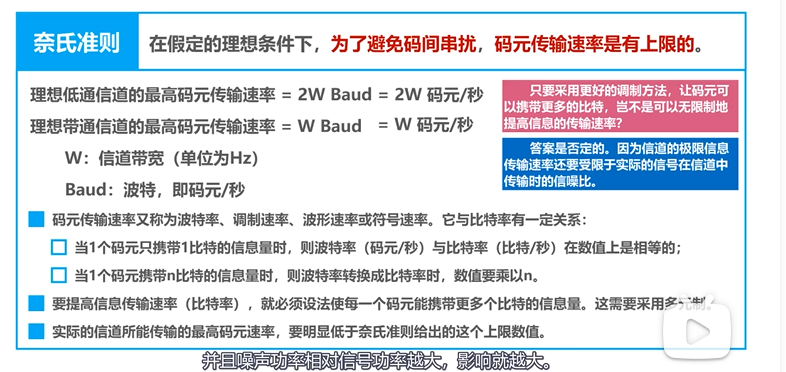 奈氏准则
在假定的理想条件下，为了避免码间串扰，码元传输速率是有上限的。
理想低通信道的最高码元传输速率 = 2W Baud = 2W 码元/秒
理想带通信道的最高码元传输速率 = W Baud = W 码元/秒
W：信道带宽（单位为Hz）
Baud：波特，即码元/秒
只要采用更好的调制方法，让码元可
以携带更多的比特，岂不是可以无限制地
提高信息的传输速率？
答案是否定的。因为信道的极限信息
传输速率还要受限于实际的信号在信道中
传输时的信噪比。
码元传输速率又称为波特率、调制速率、波形速率或符号速率。它与比特率有一定关系：
当1个码元只携带1比特的信息量时，则波特率（码元/秒）与比特率（比特/秒）在数值上是相等的；
当1个码元携带n比特的信息量时，则波特率转换成比特率时，数值要乘以n。
要提高信息传输速率（比特率），就必须设法使每一个码元能携带更多个比特的信息量。这需要采用多元制。
实际的信道所能传输的最高码元速率，要明显低于奈氏准则给出的这个上限数值。
并且噪声功率相对信号功率越大，影响就越大。